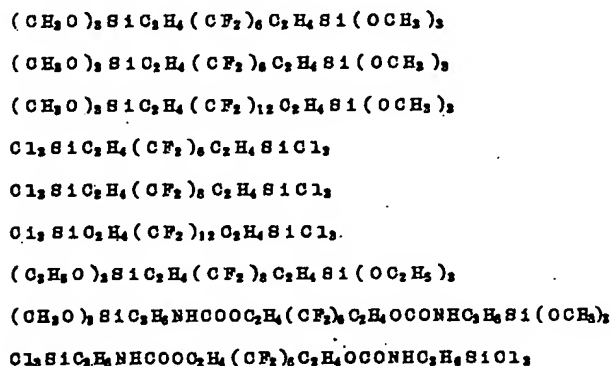 (CH₃O)₃SiC₂H₄(CF₂)₆C₂H₄Si(OCH₃)₃
(CH₃O)₃SiC₂H₄(CF₂)₈C₂H₄Si(OCH₃)₃
(CH₃O)₃SiC₂H₄(CF₂)₁₂C₂H₄Si(OCH₃)₃
Cl₃SiC₂H₄(CF₂)₆C₂H₄SiCl₃
Cl₃SiC₂H₄(CF₂)₈C₂H₄SiCl₃
Cl₃SiC₂H₄(CF₂)₁₂C₂H₄SiCl₃
(C₂H₅O)₃SiC₂H₄(CF₂)₈C₂H₄Si(OC₂H₅)₃
(CH₃O)₃SiC₃H₆NHCOOC₂H₄(CF₂)₆C₂H₄OCONHC₃H₆Si(OCH₃)₃
Cl₃SiC₃H₆NHCOOC₂H₄(CF₂)₆C₂H₄OCONHC₃H₆SiCl₃